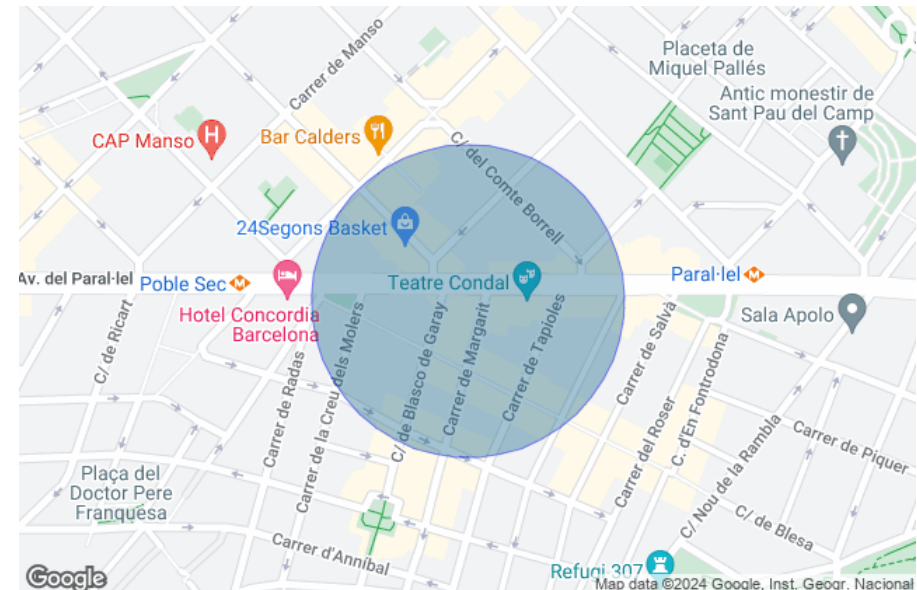 Carrer de Manso
Placeta de
Miquel Pallés
Antic monestir de
Sant Pau del Camp
CAP Manso
H
Bar Calders
C/ del Comte Borrell
24Segons Basket
Av. del Paral·lel
Poble Sec
M
Teatre Condal
Paral·lel
M
Hotel Concordia
Barcelona
Sala Apolo
C/ de Ricart
Carrer de Radas
Carrer de la Creu dels Molers
C/ de Blasco de Garay
Carrer de Margarit
Carrer de Tapioles
Carrer de Salvà
Carrer del Roser
C. d'En Fontrodona
C/ Nou de la Rambla
Carrer de Piquer
C/ de Blesa
Plaça del
Doctor Pere
Franquesa
Carrer d'Anníbal
Refugi 307
Google
Map data ©2024 Google, Inst. Geogr. Nacional